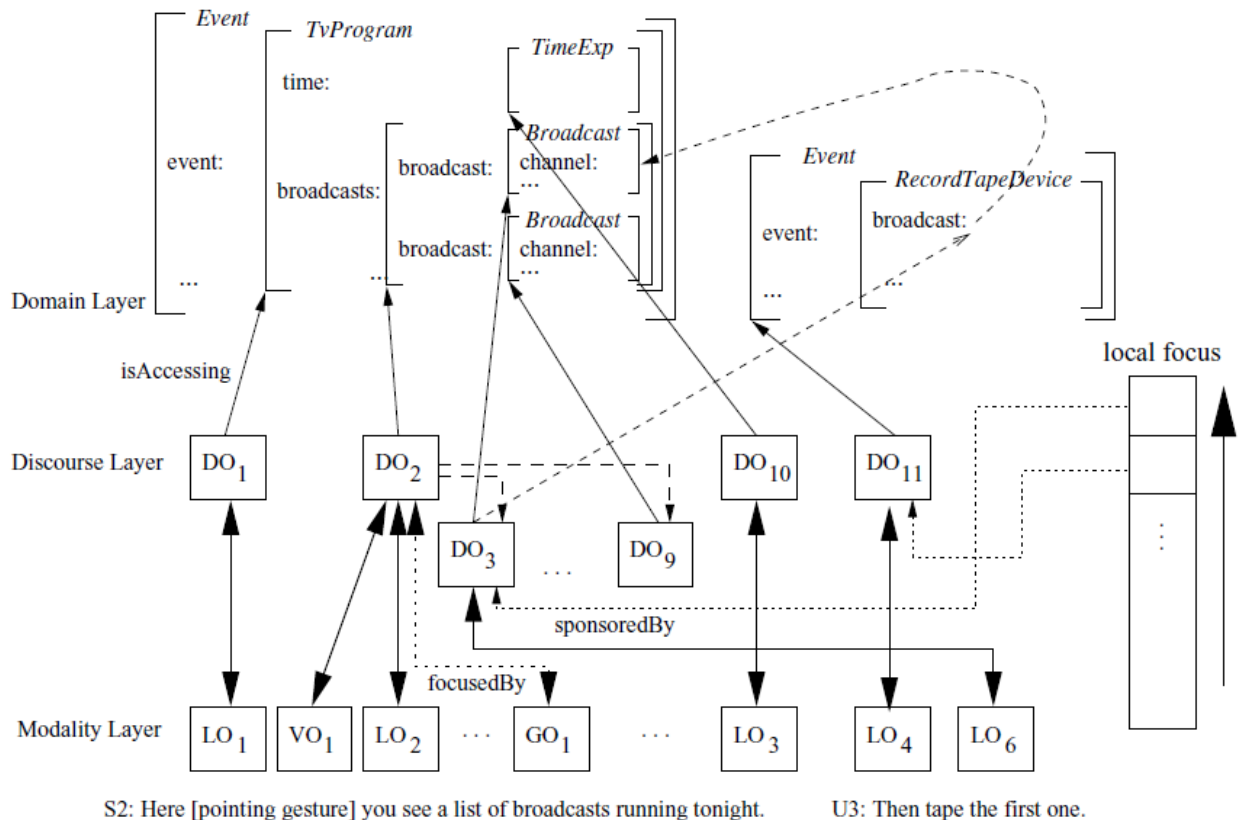 Event
TvProgram
TimeExp
time:
Broadcast
event:
broadcast:
channel:
...
broadcasts:
Broadcast
broadcast:
channel:
...
...
...
Event
RecordTapeDevice
broadcast:
event:
...
...
Domain Layer
isAccessing
local focus
Discourse Layer
DO1
DO2
DO10
DO11
DO3
...
DO9
...
sponsoredBy
focusedBy
Modality Layer
LO1
VO1
LO2
...
GO1
...
LO3
LO4
LO6
S2: Here [pointing gesture] you see a list of broadcasts running tonight.
U3: Then tape the first one.